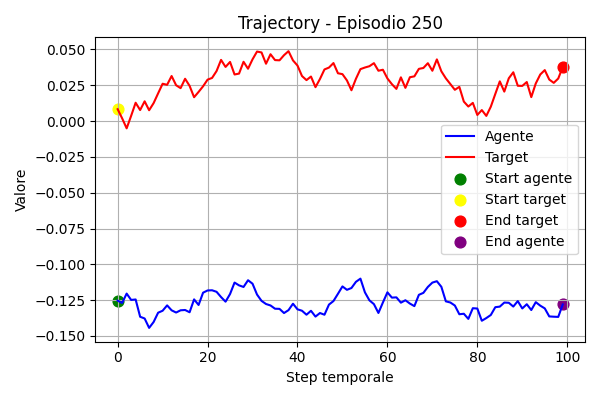 Trajectory - Episodio 250
Valore
0.050
0.025
0.000
−0.025
−0.050
−0.075
−0.100
−0.125
−0.150
Agente
Target
Start agente
Start target
End target
End agente
0 20 40 60 80 100
Step temporale